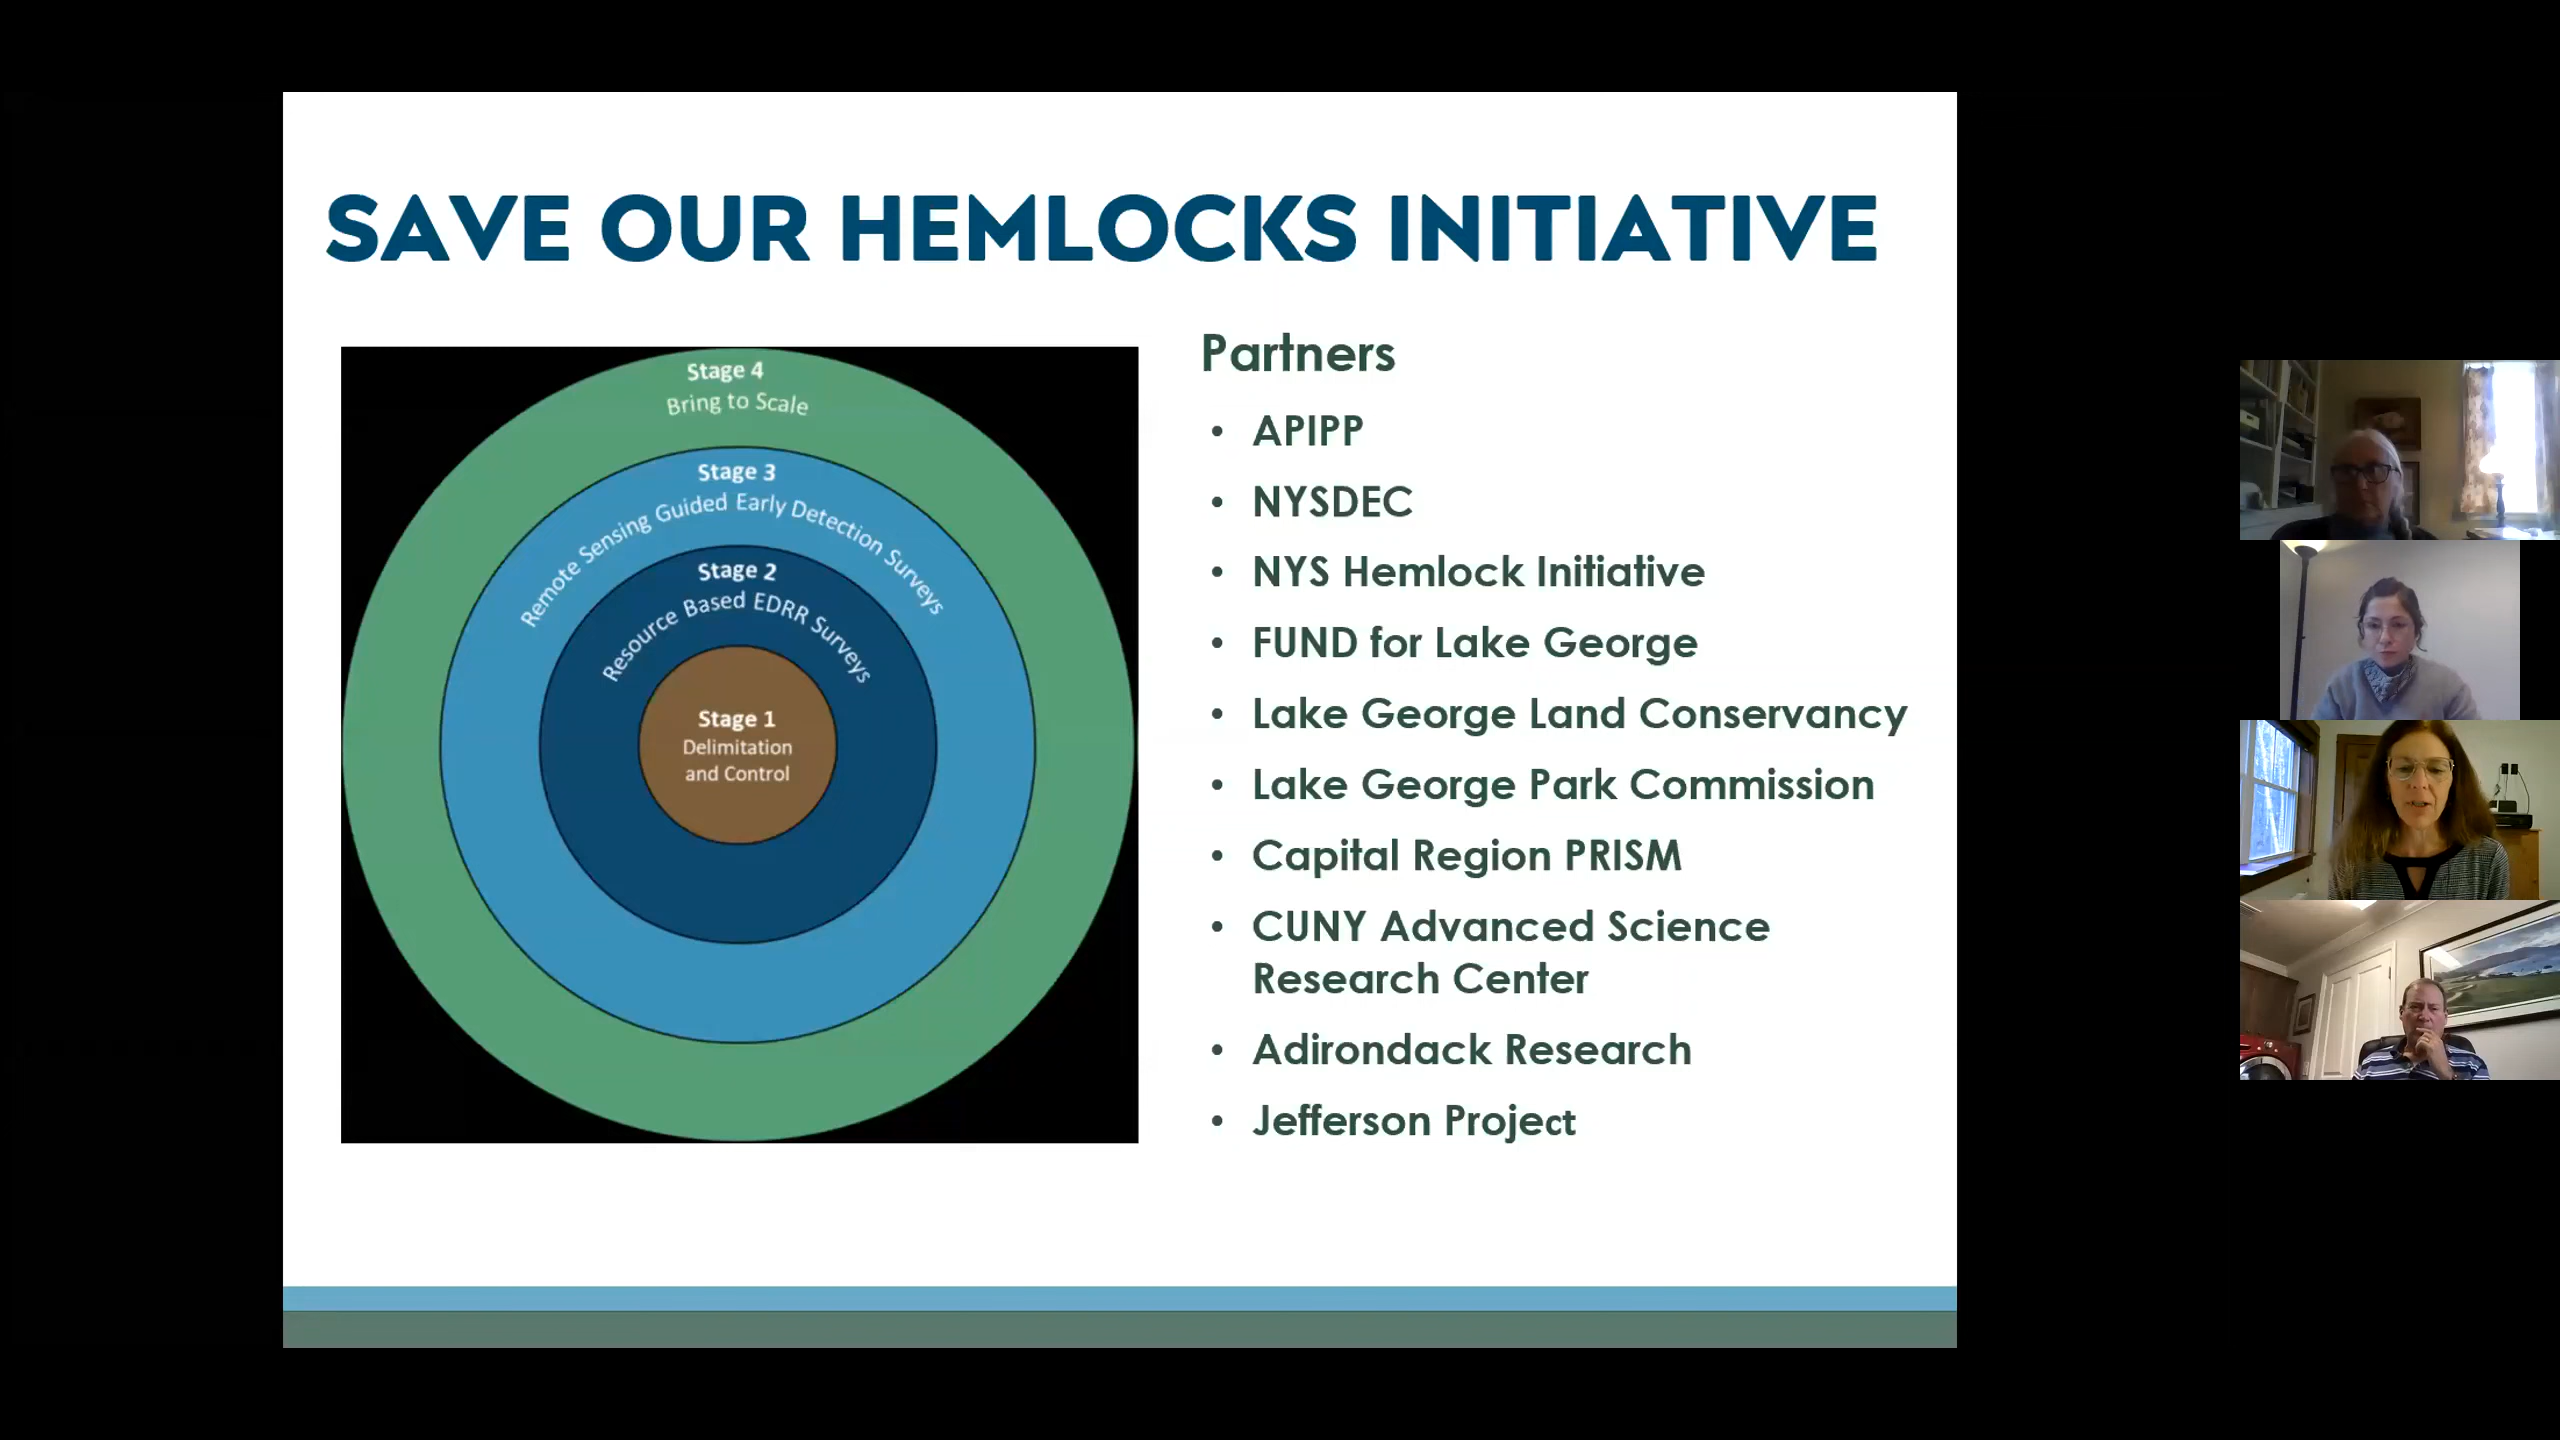 SAVE OUR HEMLOCKS INITIATIVE
Stage 4
Bring to Scale
Stage 3
Remote Sensing Guided Early Detection Surveys
Stage 2
Resource Based EDRR Surveys
Stage 1
Delimitation
and Control
Partners
• APIPP
• NYSDEC
• NYS Hemlock Initiative
• FUND for Lake George
• Lake George Land Conservancy
• Lake George Park Commission
• Capital Region PRISM
• CUNY Advanced Science
Research Center
• Adirondack Research
• Jefferson Project